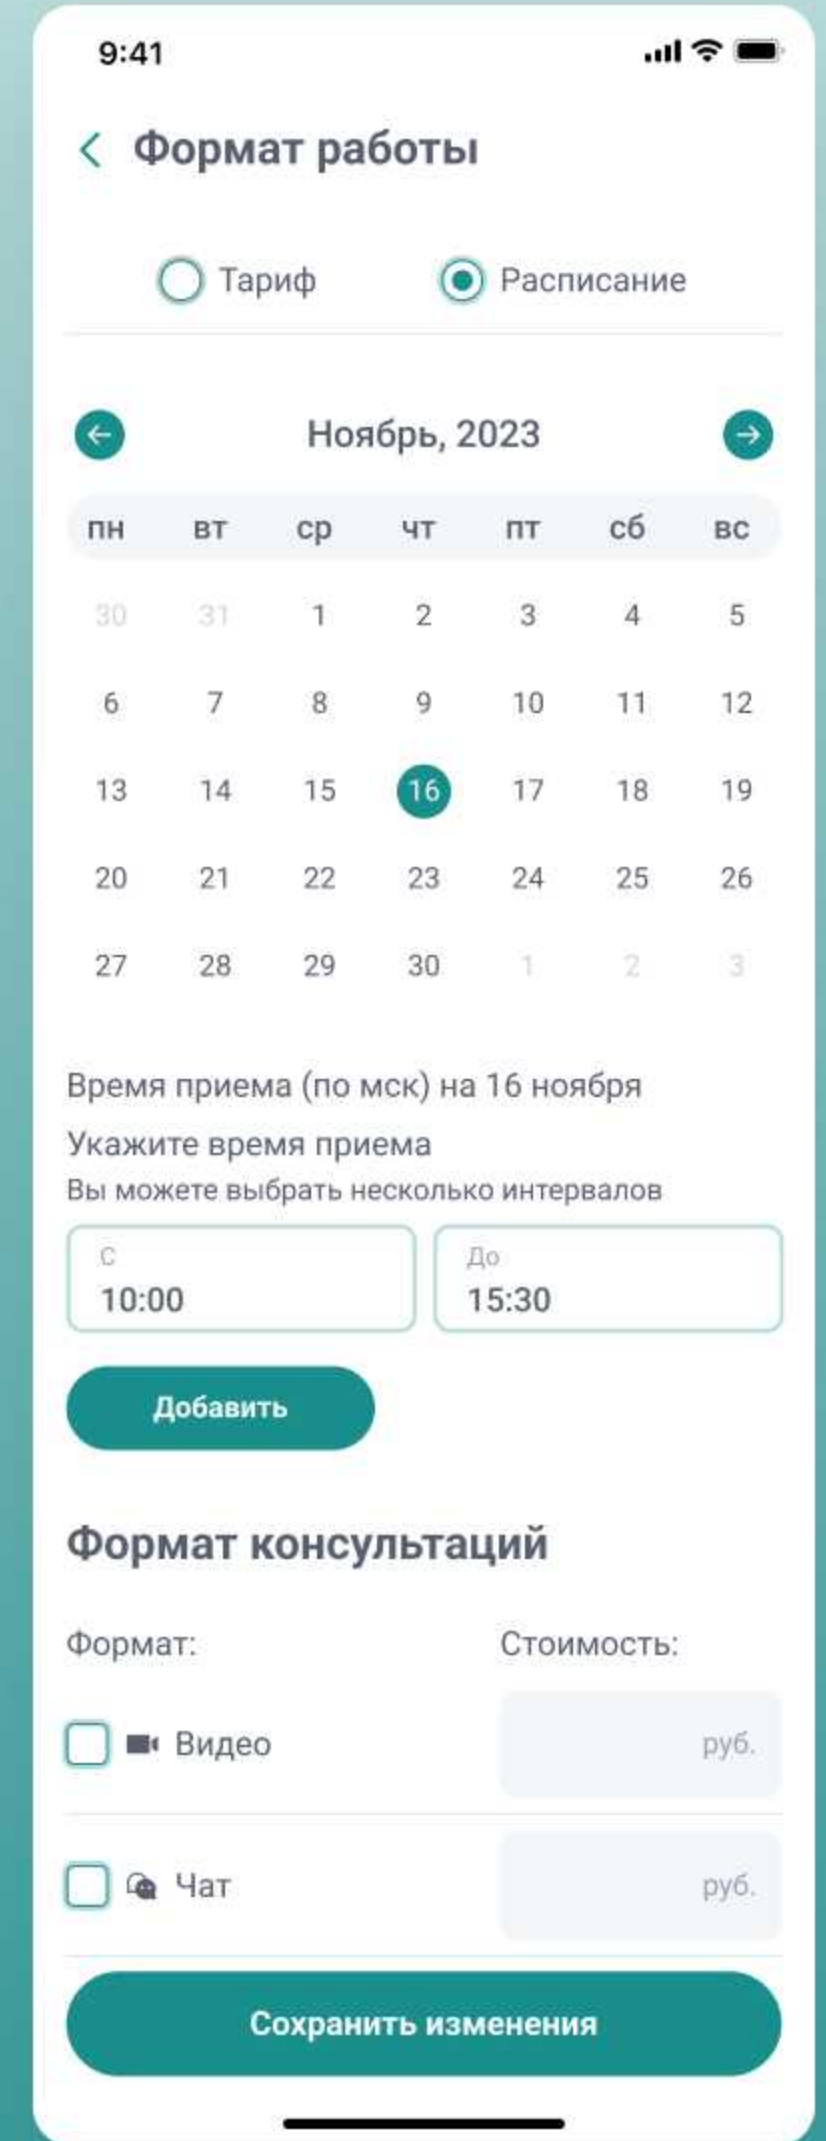 9:41
Формат работы
Тариф Расписание
Ноябрь, 2023
пн вт ср чт пт сб вс
30 31 1 2 3 4 5
6 7 8 9 10 11 12
13 14 15 16 17 18 19
20 21 22 23 24 25 26
27 28 29 30 1 2 3
Время приема (по мск) на 16 ноября
Укажите время приема
Вы можете выбрать несколько интервалов
С До
10:00 15:30
Добавить
Формат консультаций
Формат: Стоимость:
Видео руб.
Чат руб.
Сохранить изменения